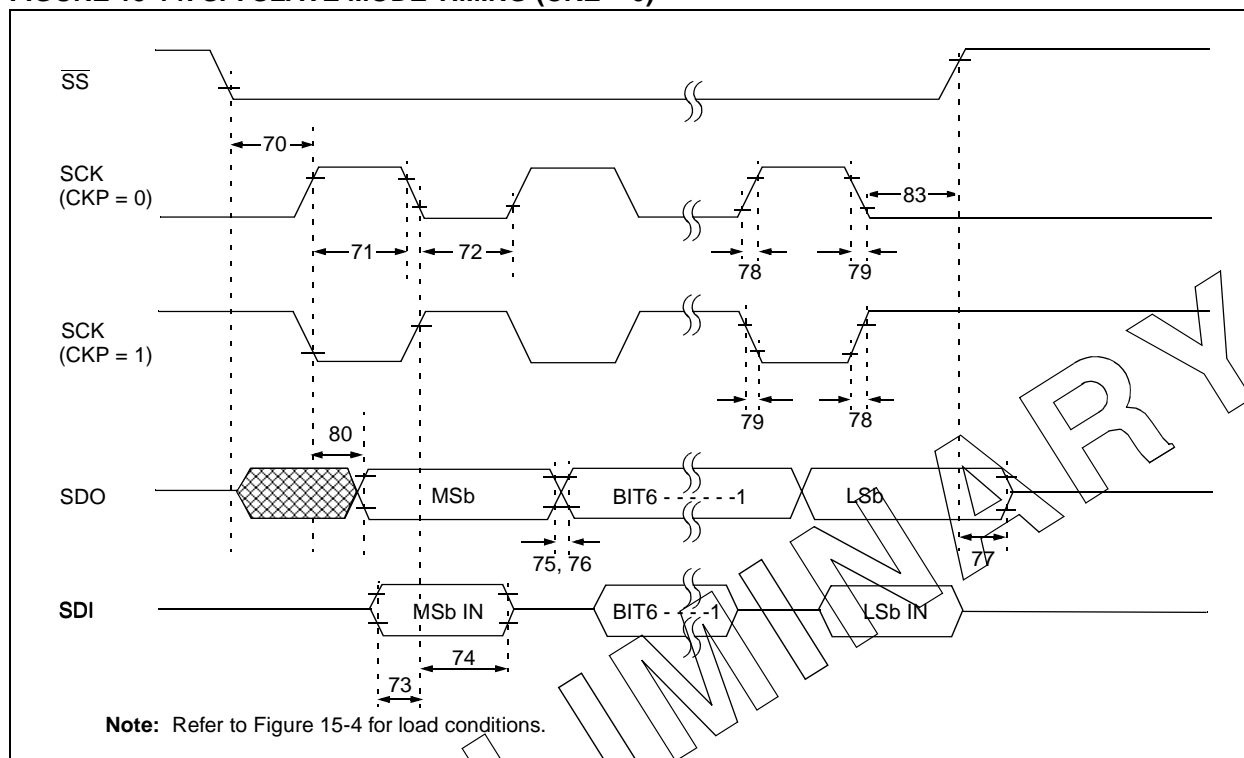 SS
70
SCK
(CKP = 0)
83
71
72
78
79
SCK
(CKP = 1)
79
78
80
SDO
MSb
BIT6 - - - - - -1
LSb
75, 76
77
SDI
MSb IN
BIT6 - - - -1
LSb IN
74
73
Note: Refer to Figure 15-4 for load conditions.
LIMINARY